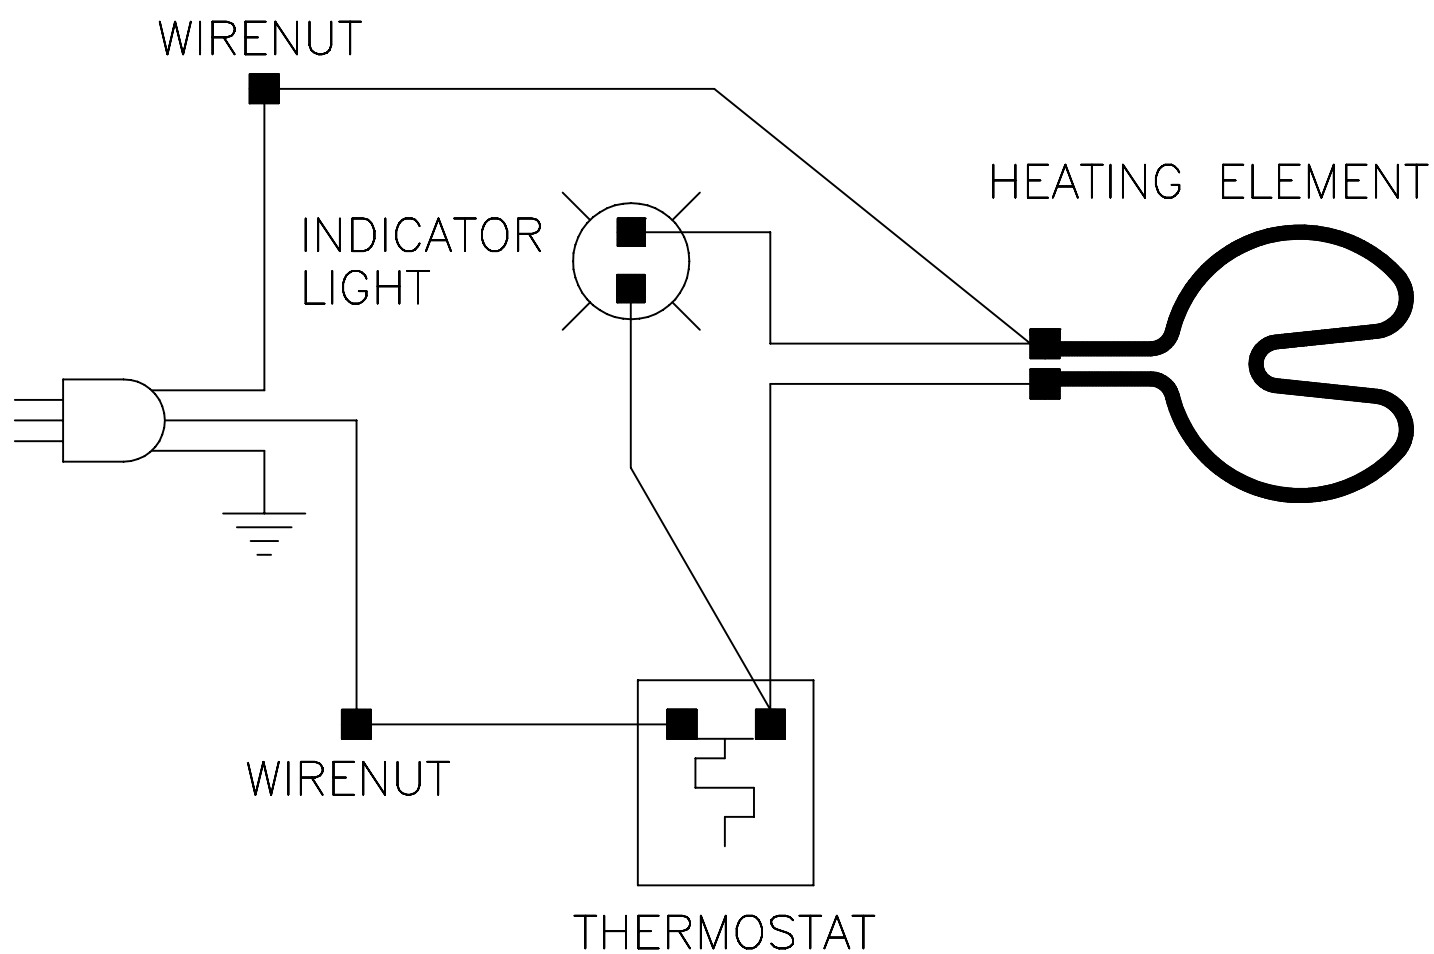 WIRENUT
HEATING ELEMENT
INDICATOR
LIGHT
WIRENUT
THERMOSTAT